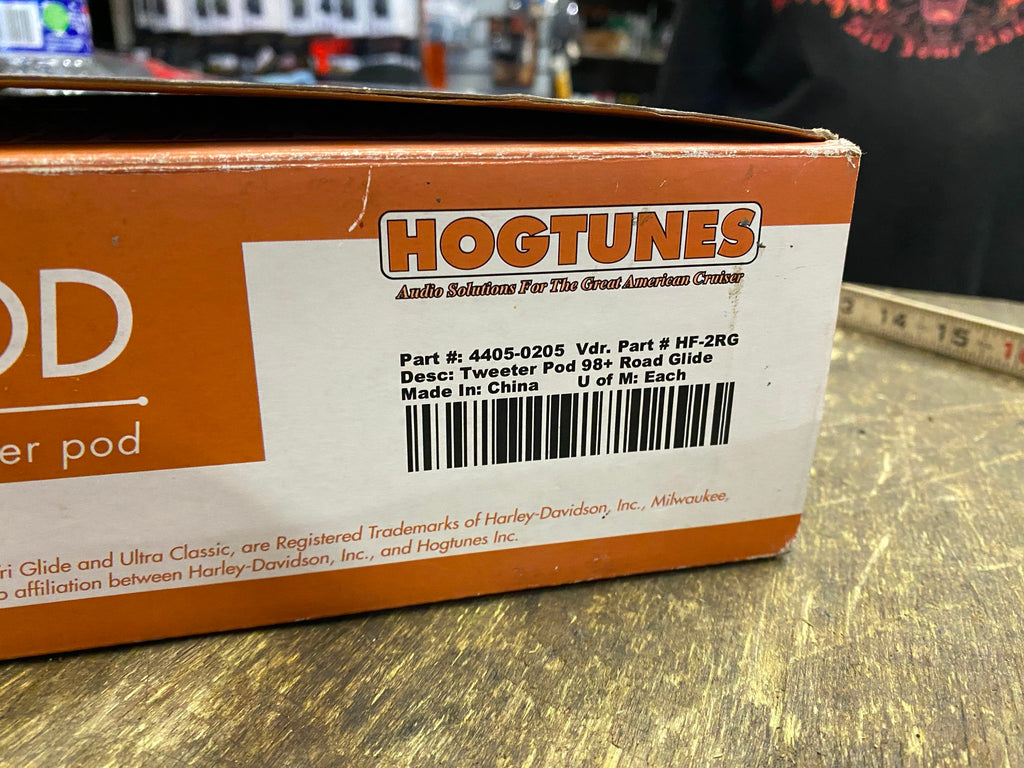 HOGTUNES
Audio Solutions For The Great American Cruiser
OD
er pod
Part #: 4405-0205 Vdr. Part # HF-2RG
Desc: Tweeter Pod 98+ Road Glide
Made In: China U of M: Each
ri Glide and Ultra Classic, are Registered Trademarks of Harley-Davidson, Inc., Milwaukee,
o affiliation between Harley-Davidson, Inc., and Hogtunes Inc.
3 14 15 16